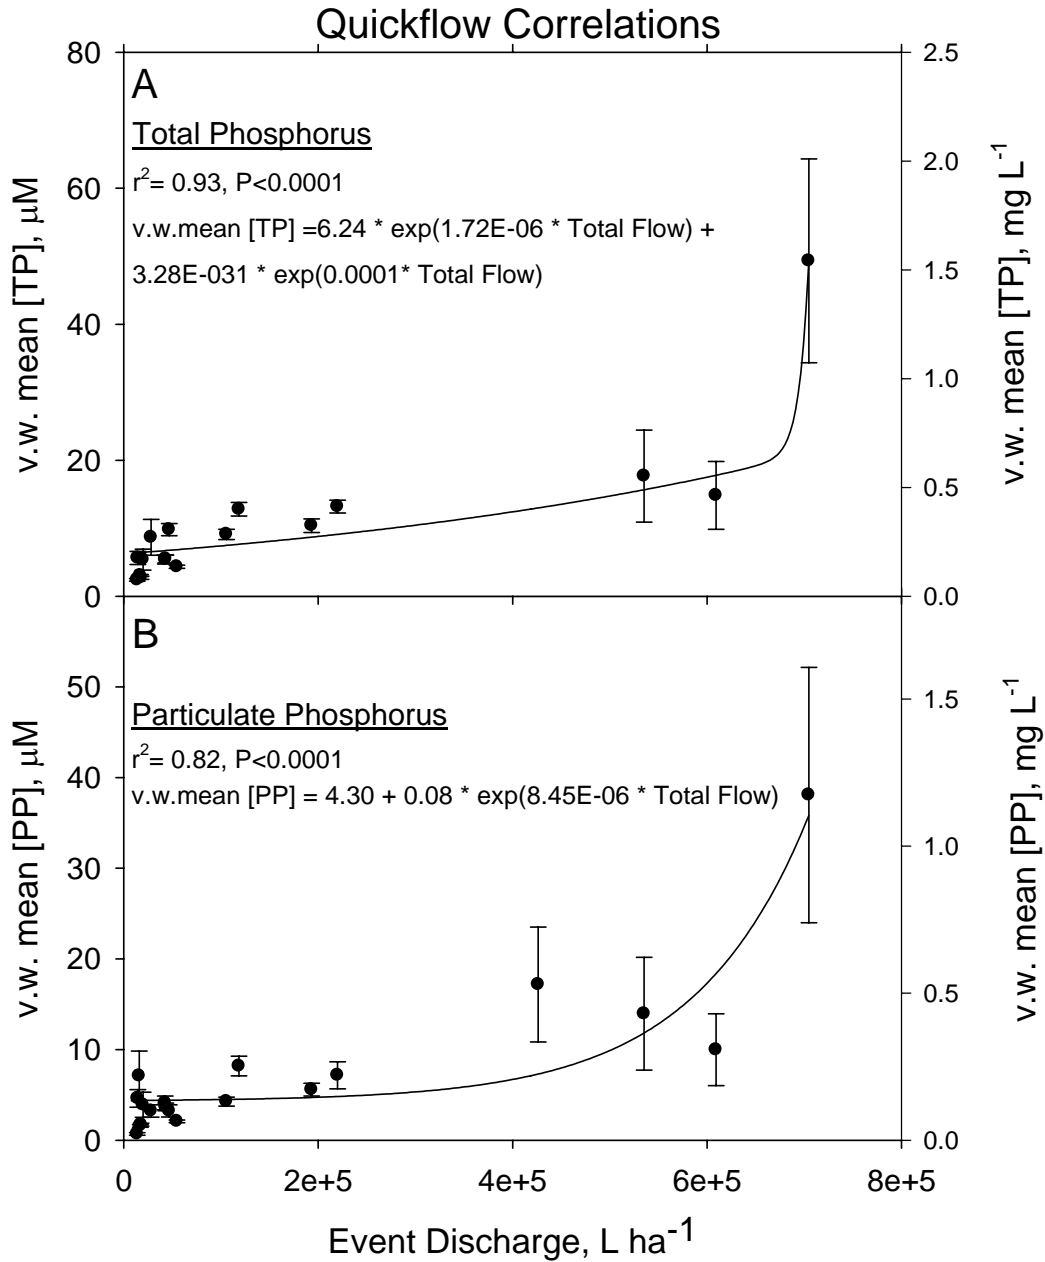 Quickflow Correlations
A
Total Phosphorus
r²= 0.93, P<0.0001
v.w.mean [TP] =6.24 * exp(1.72E-06 * Total Flow) +
3.28E-031 * exp(0.0001* Total Flow)
v.w. mean [TP], μM
80
60
40
20
0
2.5
2.0
1.5
1.0
0.5
0.0
v.w. mean [TP], mg L⁻¹
B
Particulate Phosphorus
r²= 0.82, P<0.0001
v.w.mean [PP] = 4.30 + 0.08 * exp(8.45E-06 * Total Flow)
v.w. mean [PP], μM
50
40
30
20
10
0
1.5
1.0
0.5
0.0
v.w. mean [PP], mg L⁻¹
0 2e+5 4e+5 6e+5 8e+5
Event Discharge, L ha⁻¹